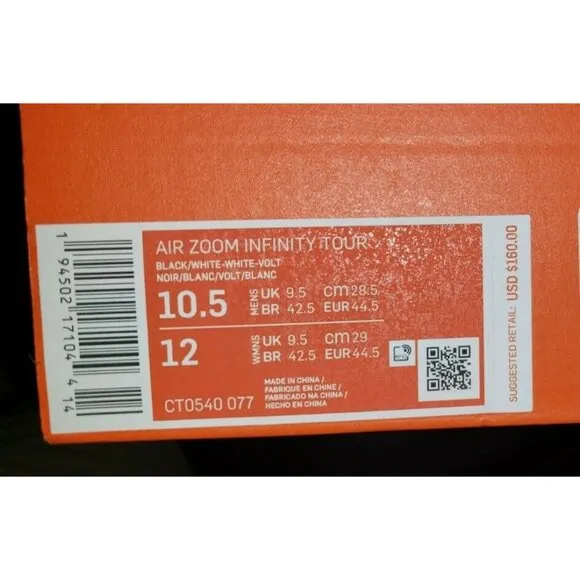 AIR ZOOM INFINITY TOUR
BLACK/WHITE-WHITE-VOLT
NOIR/BLANC/VOLT/BLANC
10.5 MENS UK 9.5 cm 28.5
BR 42.5 EUR 44.5
12 WMNS UK 9.5 cm 29
BR 42.5 EUR 44.5
CT0540 077
MADE IN CHINA /
FABRIQUE EN CHINE /
FABRICADO NA CHINA /
HECHO EN CHINA
1 94502 17104 4 14
SUGGESTED RETAIL: USD $160.00